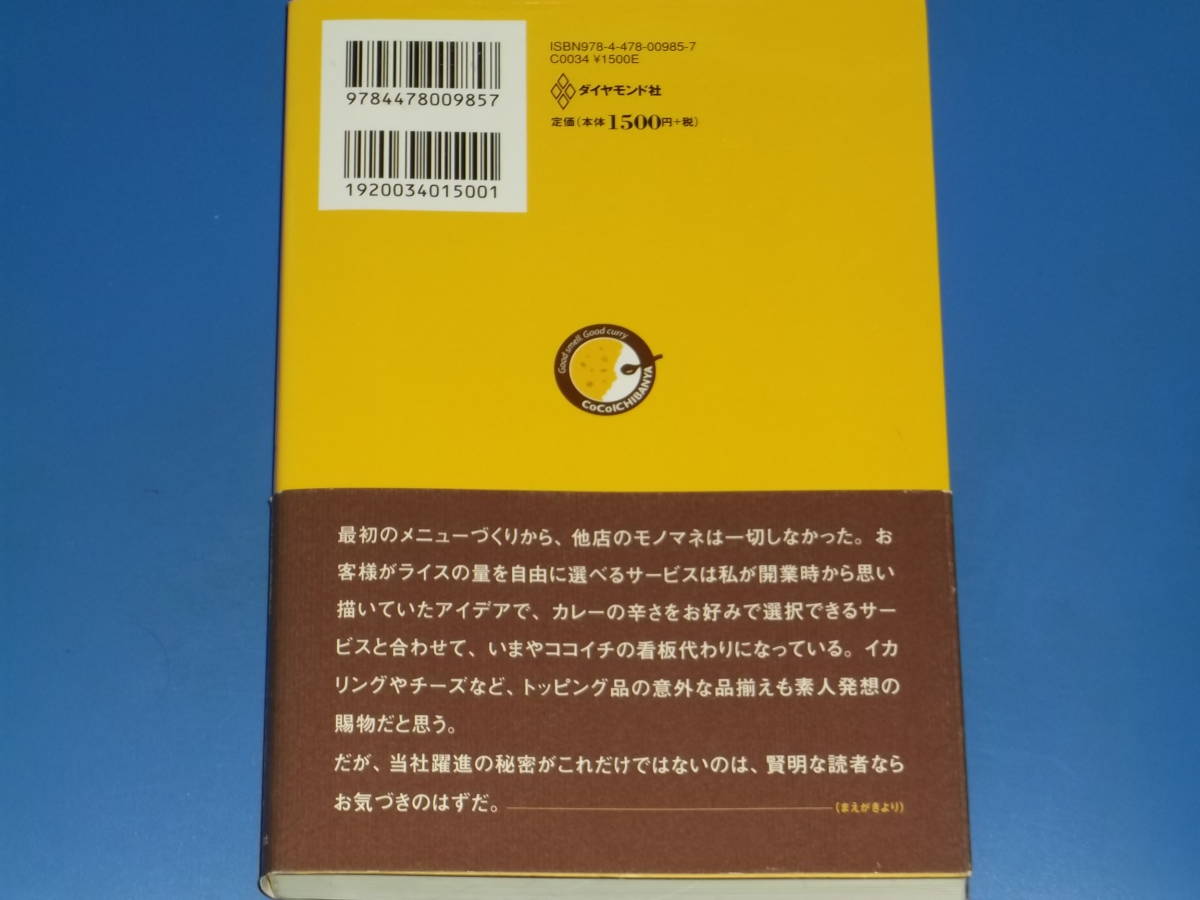 ISBN978-4-478-00985-7
C0034 ¥1500E
9784478009857
ダイヤモンド社
定価(本体1500円+税)
1920034015001
Good smell. Good curry
CoCoICHIBANYA
最初のメニューづくりから、他店のモノマネは一切しなかった。お
客様がライスの量を自由に選べるサービスは私が開業時から思い
描いていたアイデアで、カレーの辛さをお好みで選択できるサー
ビスと合わせて、いまやココイチの看板代わりになっている。イカ
リングやチーズなど、トッピング品の意外な品揃えも素人発想の
賜物だと思う。
だが、当社躍進の秘密がこれだけではないのは、賢明な読者なら
お気づきのはずだ。
(まえがきより)